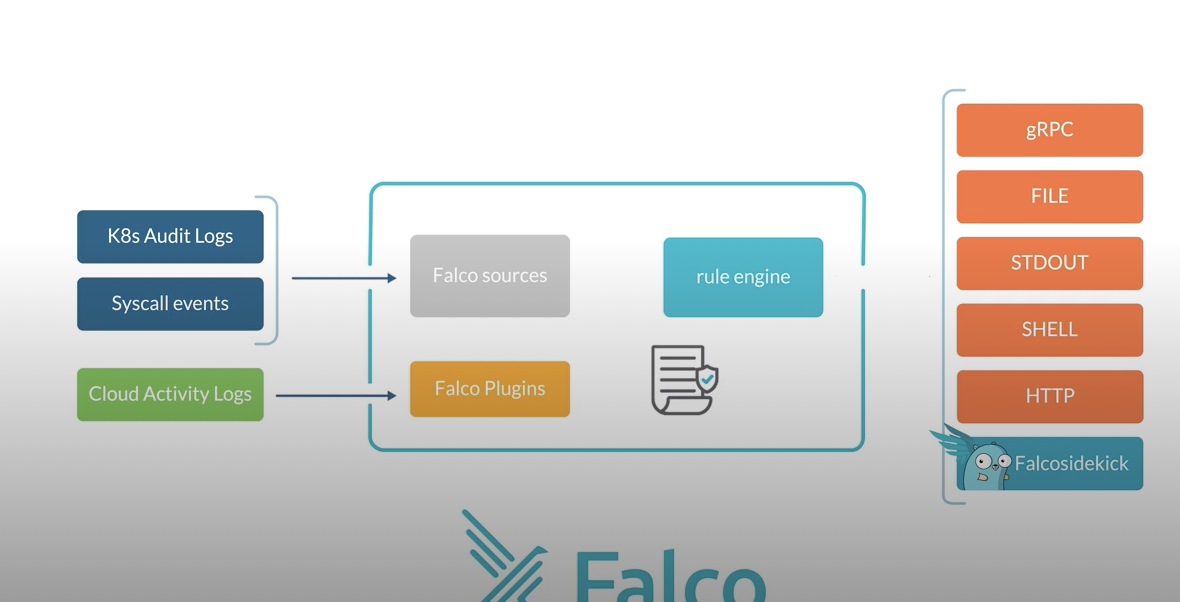 K8s Audit Logs
Syscall events
Cloud Activity Logs
Falco sources
Falco Plugins
rule engine
gRPC
FILE
STDOUT
SHELL
HTTP
Falcosidekick
Falco